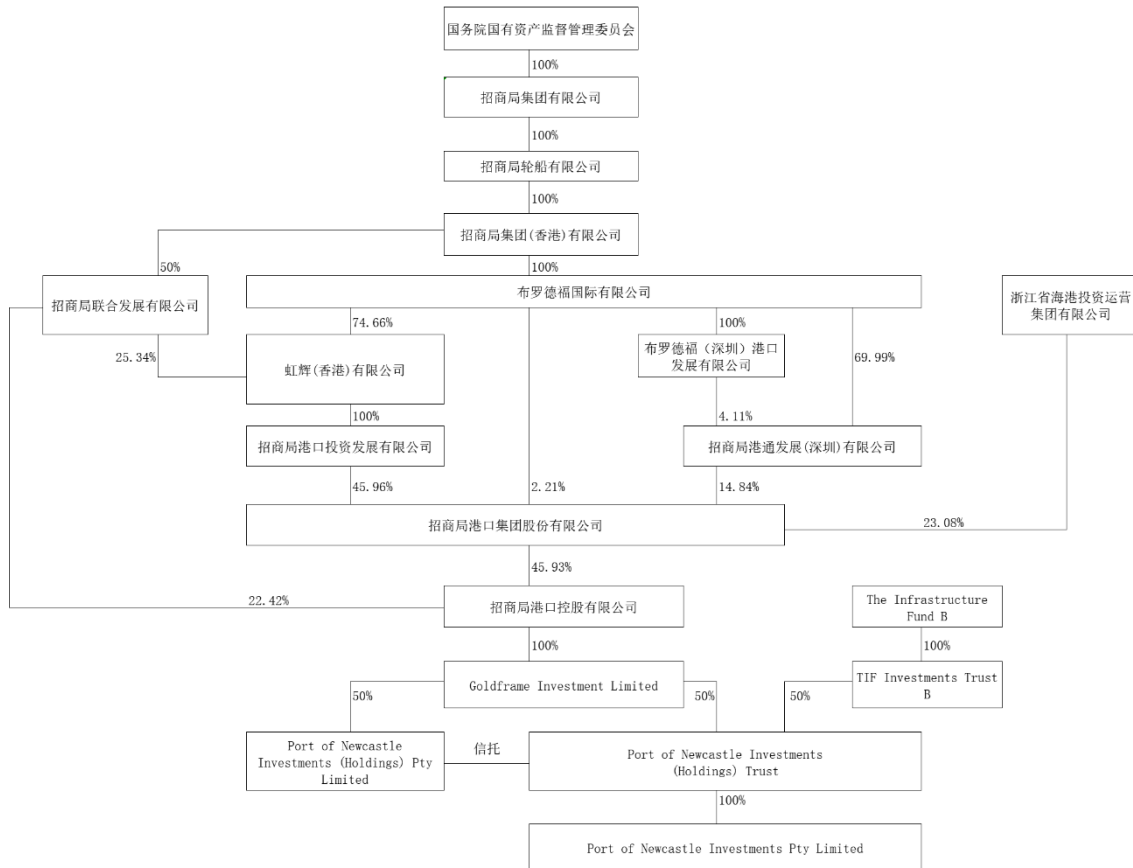 国务院国有资产监督管理委员会
100%
招商局集团有限公司
100%
招商局轮船有限公司
100%
招商局集团(香港)有限公司
50%
100%
招商局联合发展有限公司
布罗德福国际有限公司
浙江省海港投资运营
集团有限公司
74.66%
100%
25.34%
虹辉(香港)有限公司
布罗德福（深圳）港口
发展有限公司
69.99%
100%
4.11%
招商局港口投资发展有限公司
招商局港通发展(深圳)有限公司
45.96%
2.21%
14.84%
招商局港口集团股份有限公司
23.08%
45.93%
22.42%
招商局港口控股有限公司
The Infrastructure
Fund B
100%
100%
Goldframe Investment Limited
TIF Investments Trust
B
50%
50%
50%
Port of Newcastle
Investments (Holdings) Pty
Limited
信托
Port of Newcastle Investments
(Holdings) Trust
100%
Port of Newcastle Investments Pty Limited